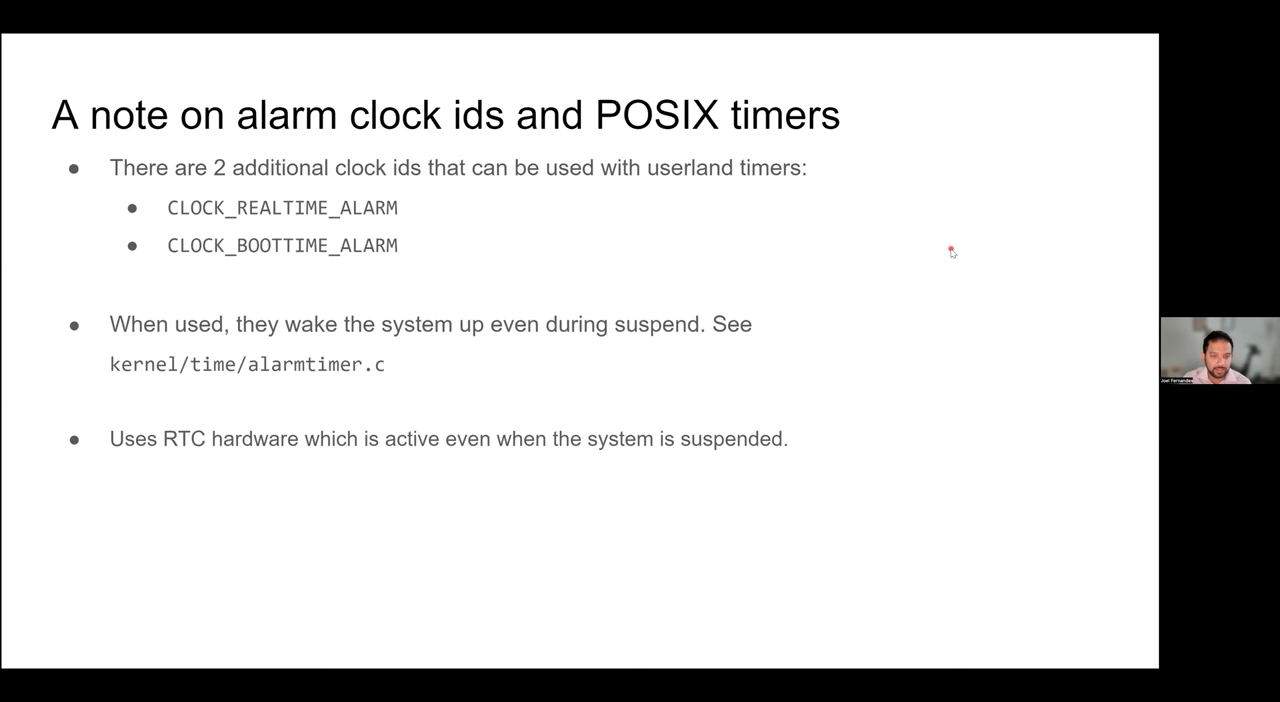 A note on alarm clock ids and POSIX timers
● There are 2 additional clock ids that can be used with userland timers:
● CLOCK_REALTIME_ALARM
● CLOCK_BOOTTIME_ALARM
● When used, they wake the system up even during suspend. See
kernel/time/alarmtimer.c
● Uses RTC hardware which is active even when the system is suspended.
Joel Fernandes